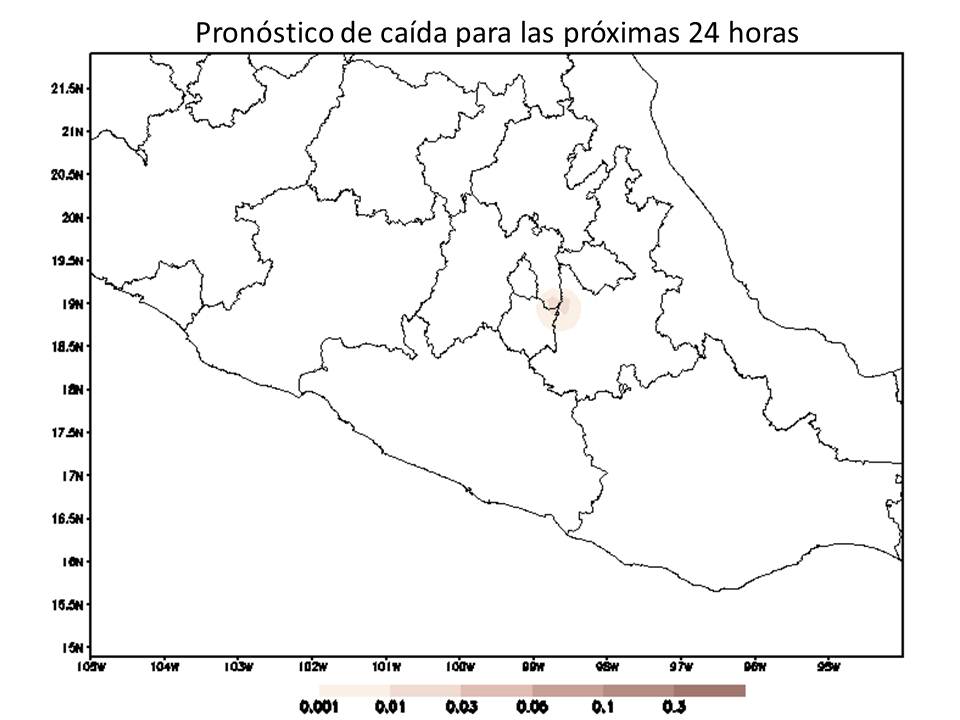 Pronóstico de caída para las próximas 24 horas
21.5N
21N
20.5N
20N
19.5N
19N
18.5N
18N
17.5N
17N
16.5N
16N
15.5N
15N
105W 104W 103W 102W 101W 100W 99W 98W 97W 96W 95W
0.001 0.01 0.03 0.06 0.1 0.3